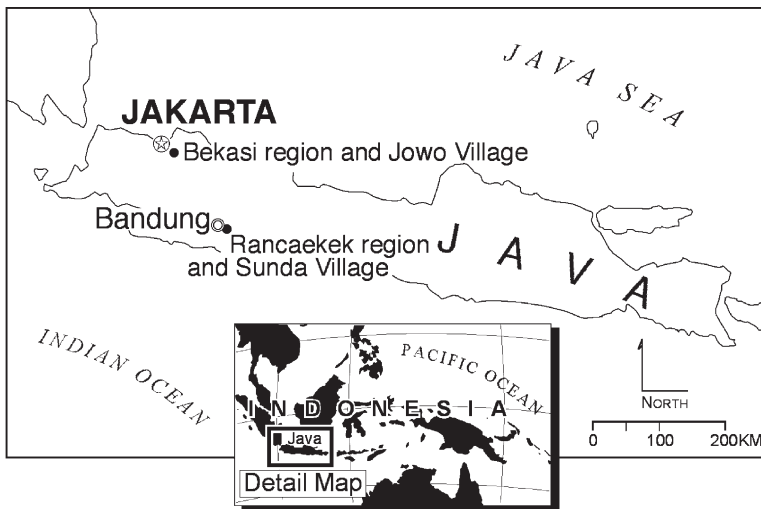 JAVA SEA
JAKARTA
Bekasi region and Jowo Village
Bandung
Rancaekek region
and Sunda Village
JAVA
INDIAN OCEAN
PACIFIC OCEAN
INDONESIA
Java
Detail Map
NORTH
0 100 200KM